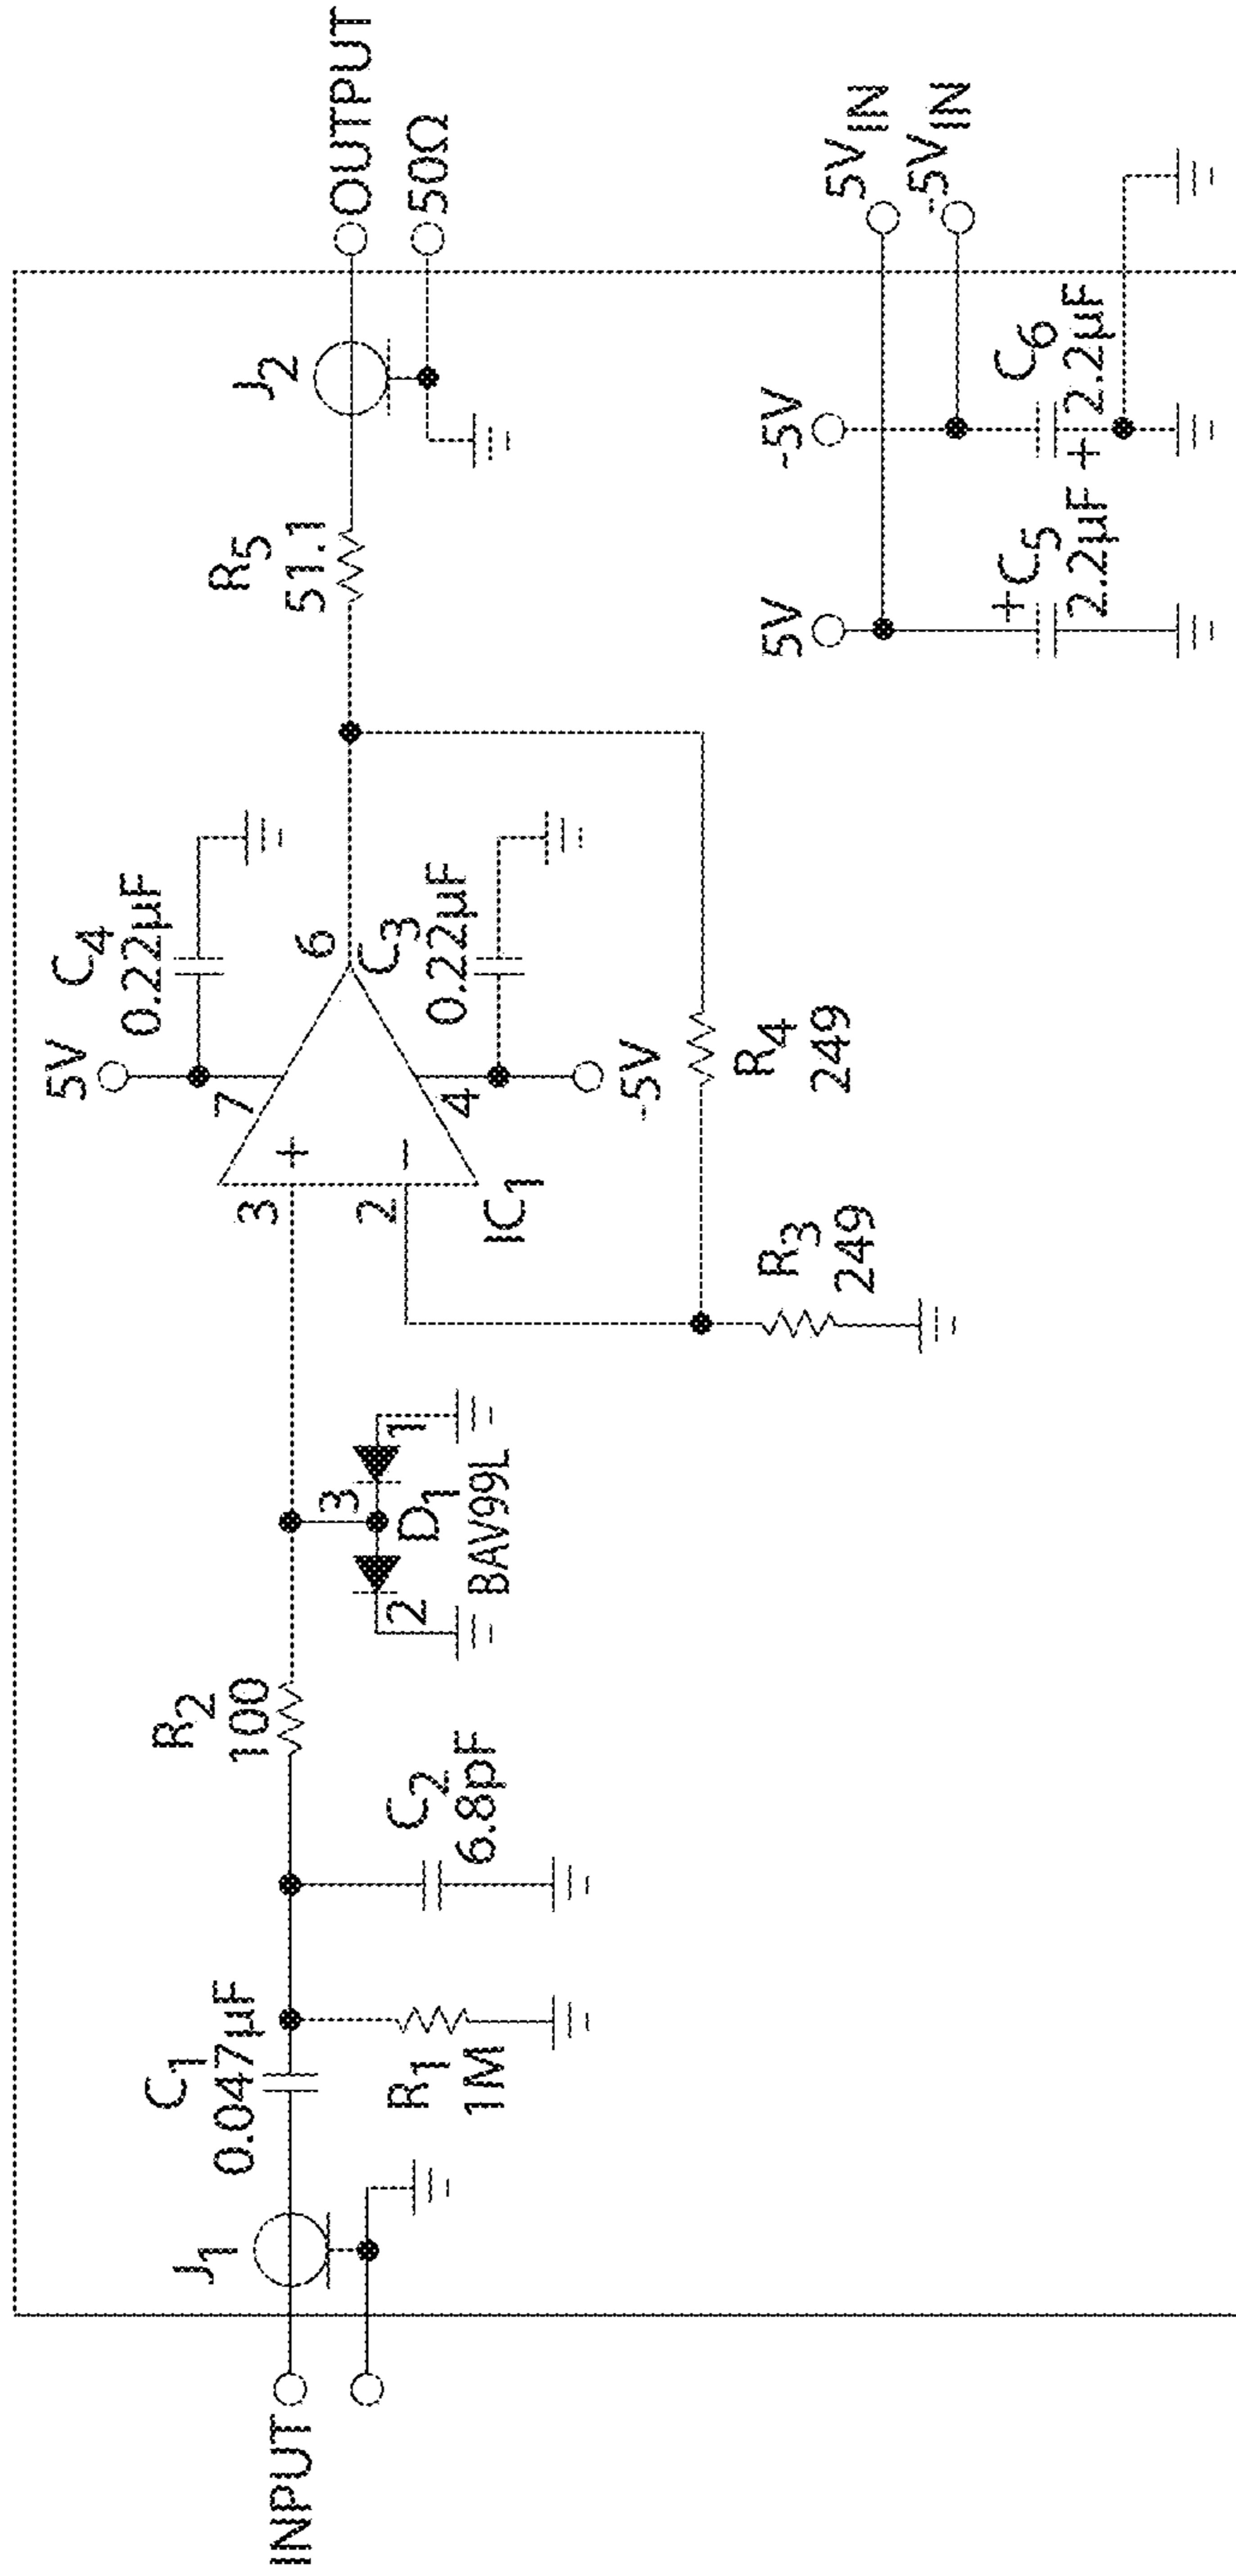 INPUT
J1
C1
0.047µF
R1
1M
C2
6.8pF
R2
100
3
D1
2
1
BAV99L
3
+
2
−
IC1
7
5V
C4
0.22µF
6
4
-5V
C3
0.22µF
R3
249
R4
249
R5
51.1
J2
OUTPUT
50Ω
5V
-5V
+C5
2.2µF
+
C6
2.2µF
5VIN
-5VIN